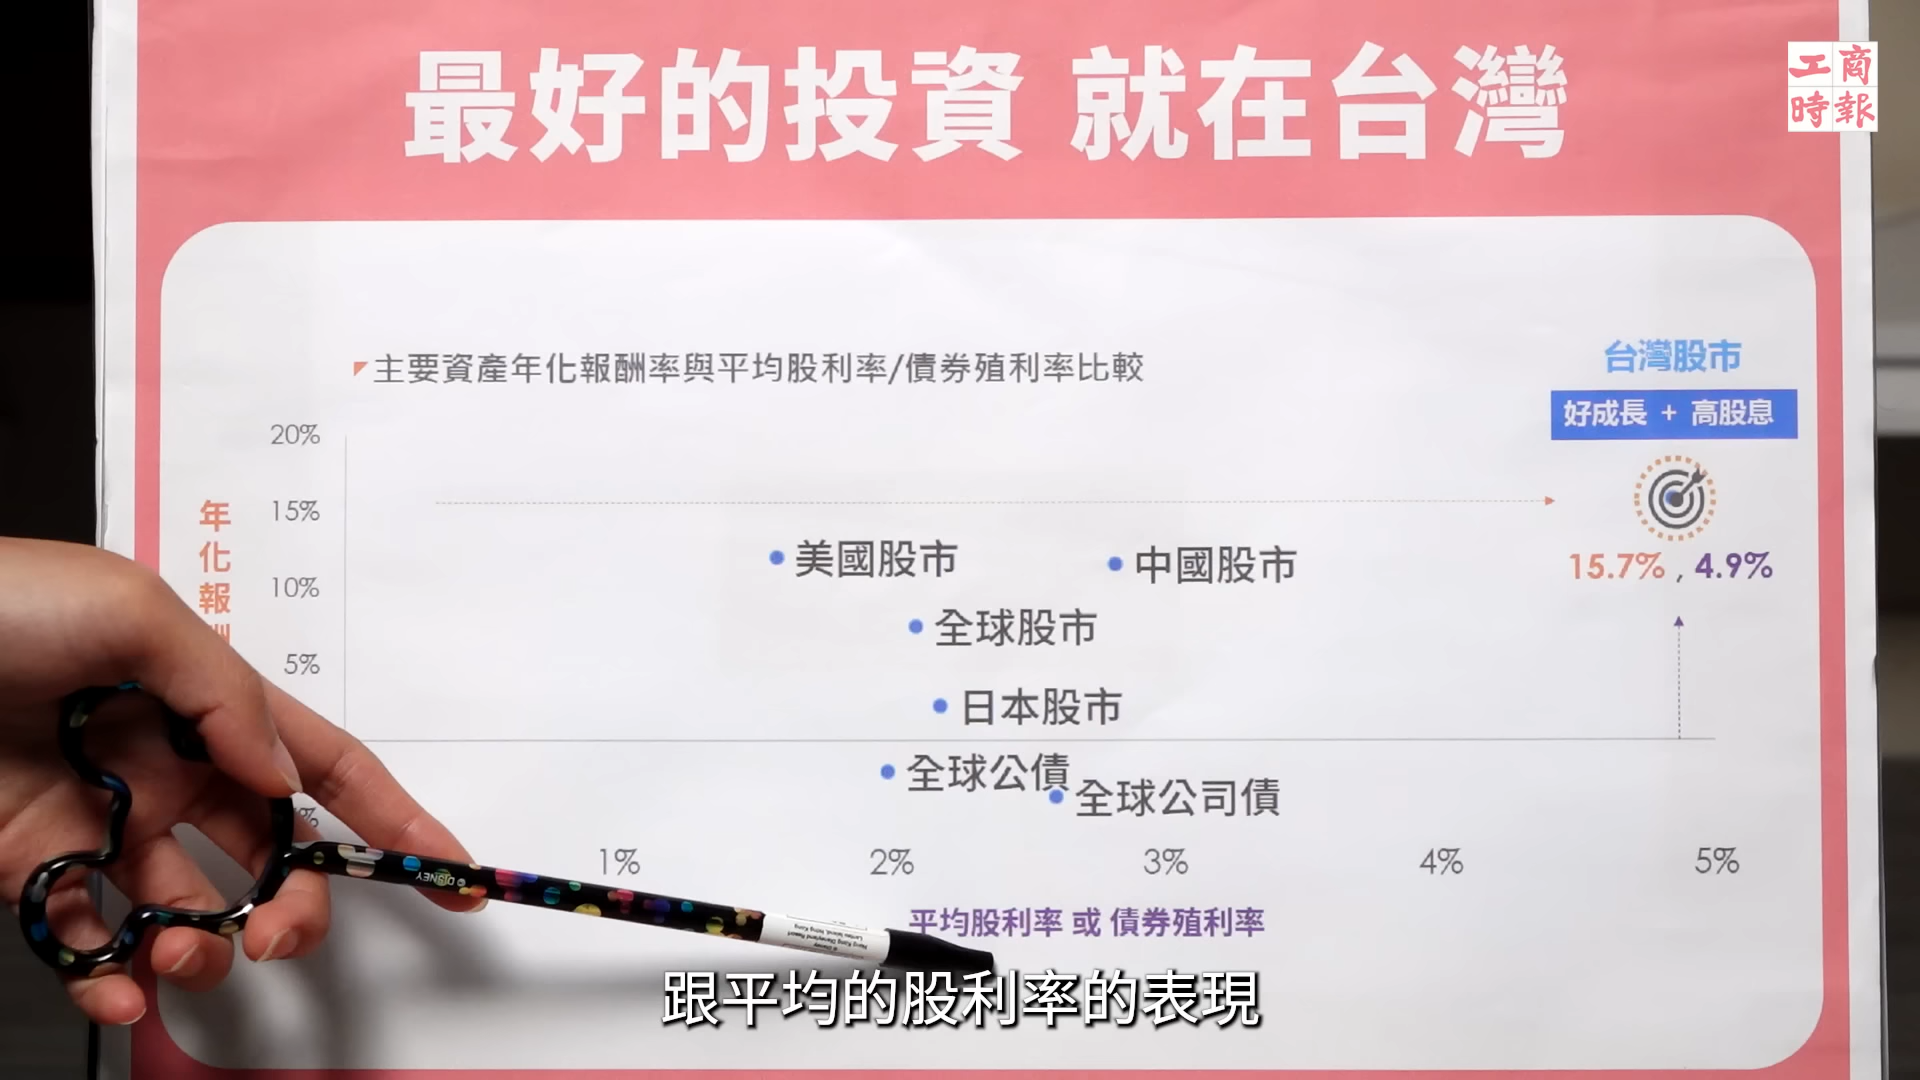 最好的投資 就在台灣
工商
時報
主要資產年化報酬率與平均股利率/債券殖利率比較
台灣股市
好成長 + 高股息
20%
15%
10%
5%
年化報
美國股市
中國股市
15.7% , 4.9%
全球股市
日本股市
全球公債
全球公司債
1%
2%
3%
4%
5%
© DISNEY
平均股利率 或 債券殖利率
跟平均的股利率的表現